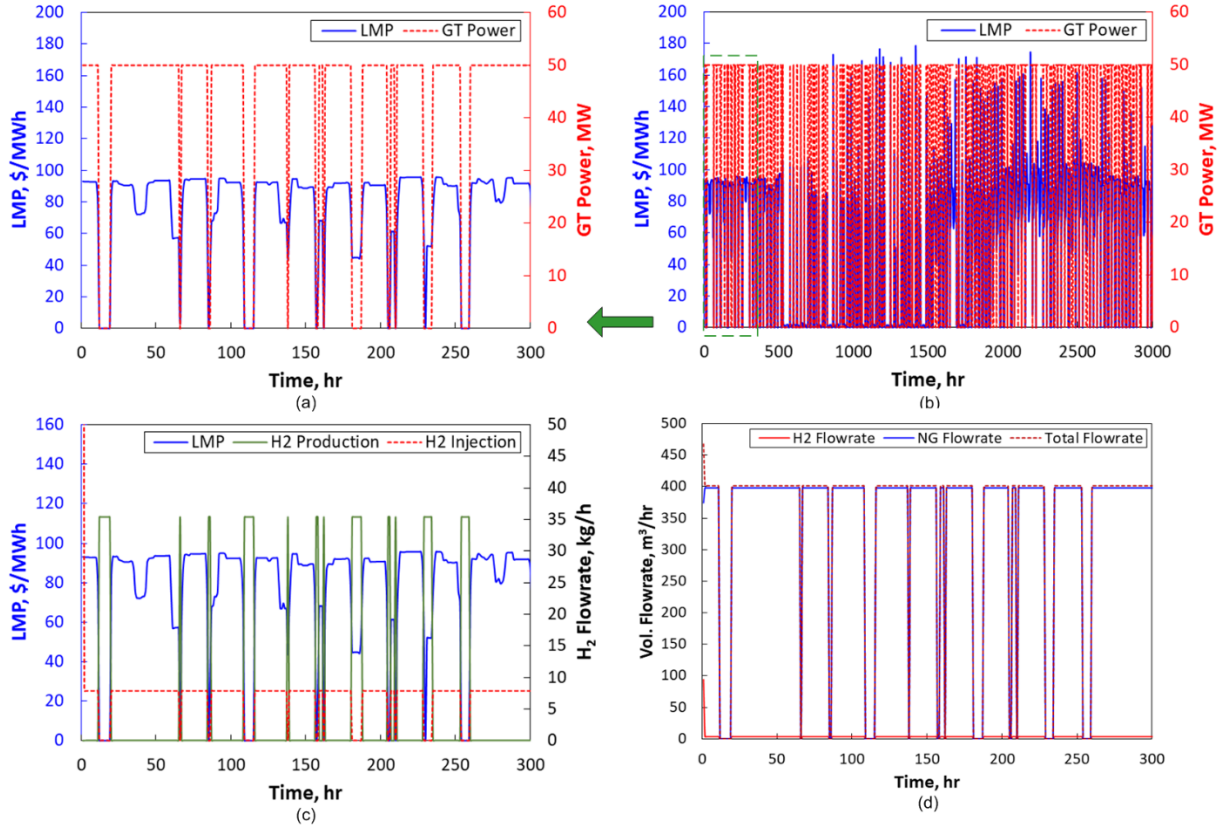 LMP GT Power
LMP, $/MWh
200
180
160
140
120
100
80
60
40
20
0
60
50
40
30
20
10
0
GT Power, MW
0 50 100 150 200 250 300
Time, hr
(a)
LMP GT Power
LMP, $/MWh
200
180
160
140
120
100
80
60
40
20
0
60
50
40
30
20
10
0
GT Power, MW
0 500 1000 1500 2000 2500 3000
Time, hr
(b)
LMP H2 Production H2 Injection
LMP, $/MWh
160
140
120
100
80
60
40
20
0
50
45
40
35
30
25
20
15
10
5
0
H₂ Flowrate, kg/h
0 50 100 150 200 250 300
Time, hr
(c)
H2 Flowrate NG Flowrate Total Flowrate
Vol. Flowrate, m³/hr
500
450
400
350
300
250
200
150
100
50
0
0 50 100 150 200 250 300
Time, hr
(d)